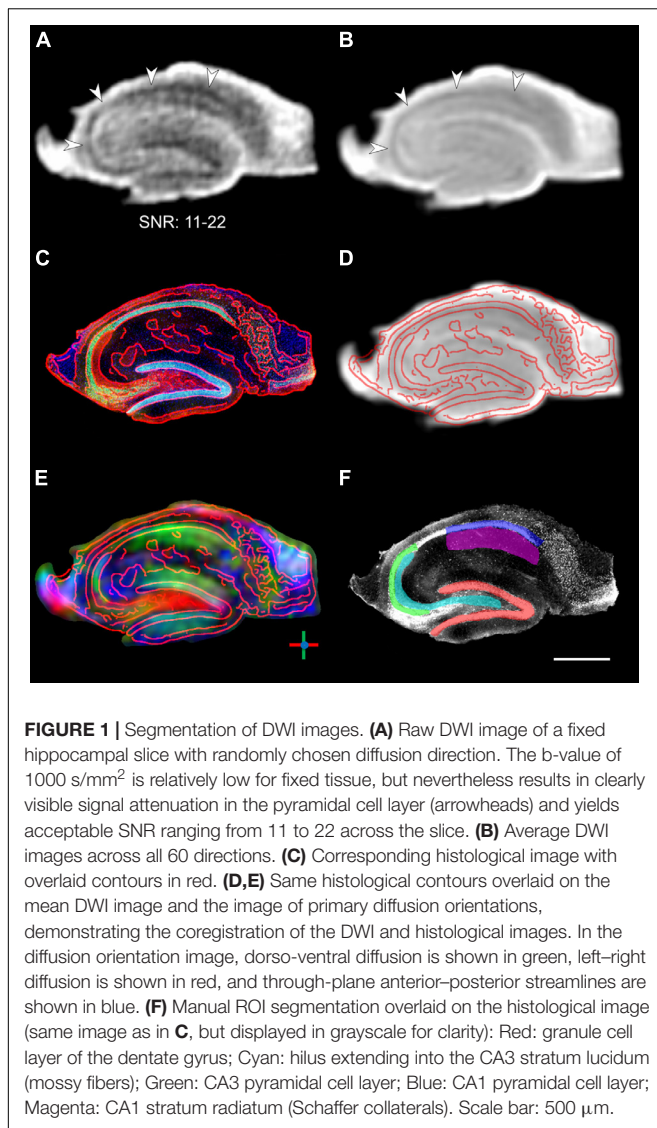 A
B
SNR: 11-22
C
D
E
F
FIGURE 1 | Segmentation of DWI images. (A) Raw DWI image of a fixed
hippocampal slice with randomly chosen diffusion direction. The b-value of
1000 s/mm² is relatively low for fixed tissue, but nevertheless results in clearly
visible signal attenuation in the pyramidal cell layer (arrowheads) and yields
acceptable SNR ranging from 11 to 22 across the slice. (B) Average DWI
images across all 60 directions. (C) Corresponding histological image with
overlaid contours in red. (D,E) Same histological contours overlaid on the
mean DWI image and the image of primary diffusion orientations,
demonstrating the coregistration of the DWI and histological images. In the
diffusion orientation image, dorso-ventral diffusion is shown in green, left–right
diffusion is shown in red, and through-plane anterior–posterior streamlines are
shown in blue. (F) Manual ROI segmentation overlaid on the histological image
(same image as in C, but displayed in grayscale for clarity): Red: granule cell
layer of the dentate gyrus; Cyan: hilus extending into the CA3 stratum lucidum
(mossy fibers); Green: CA3 pyramidal cell layer; Blue: CA1 pyramidal cell layer;
Magenta: CA1 stratum radiatum (Schaffer collaterals). Scale bar: 500 μm.